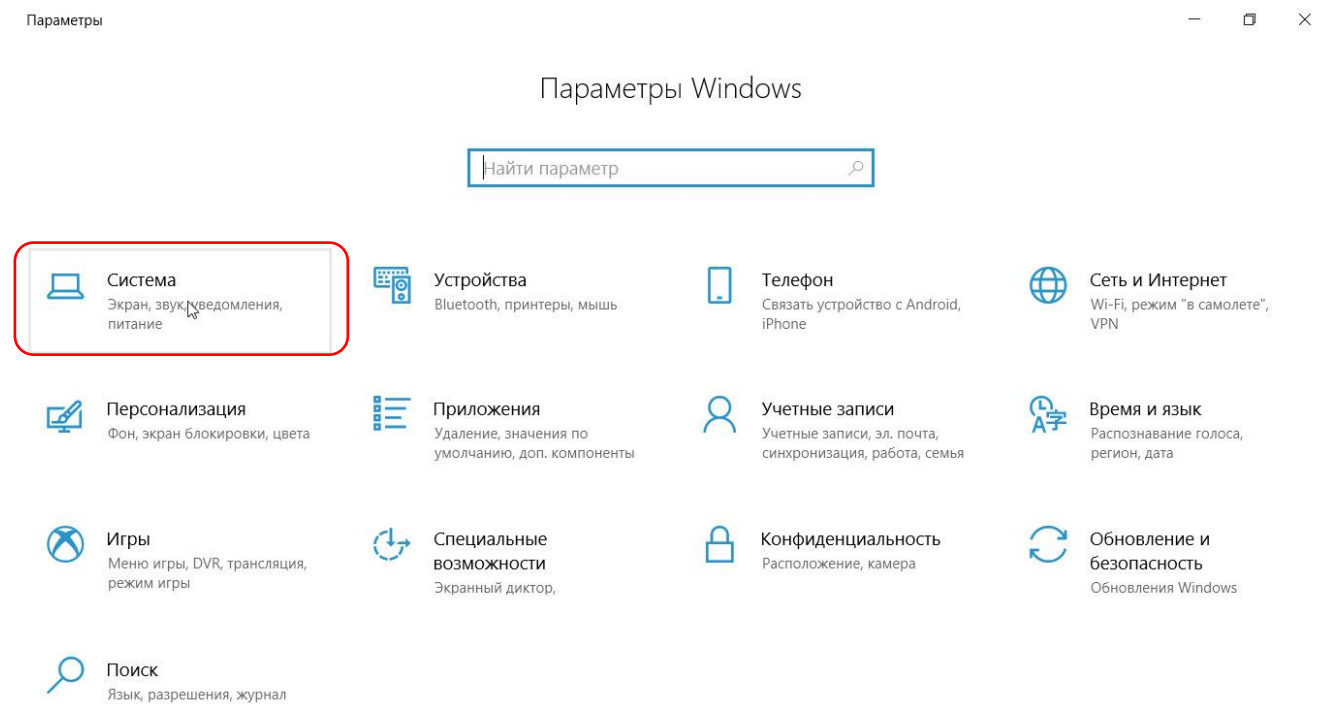 Параметры
Параметры Windows
Найти параметр
Система
Экран, звук, уведомления,
питание
Устройства
Bluetooth, принтеры, мышь
Телефон
Связать устройство с Android,
iPhone
Сеть и Интернет
Wi-Fi, режим "в самолете",
VPN
Персонализация
Фон, экран блокировки, цвета
Приложения
Удаление, значения по
умолчанию, доп. компоненты
Учетные записи
Учетные записи, эл. почта,
синхронизация, работа, семья
Время и язык
Распознавание голоса,
регион, дата
Игры
Меню игры, DVR, трансляция,
режим игры
Специальные
возможности
Экранный диктор,
Конфиденциальность
Расположение, камера
Обновление и
безопасность
Обновления Windows
Поиск
Язык, разрешения, журнал